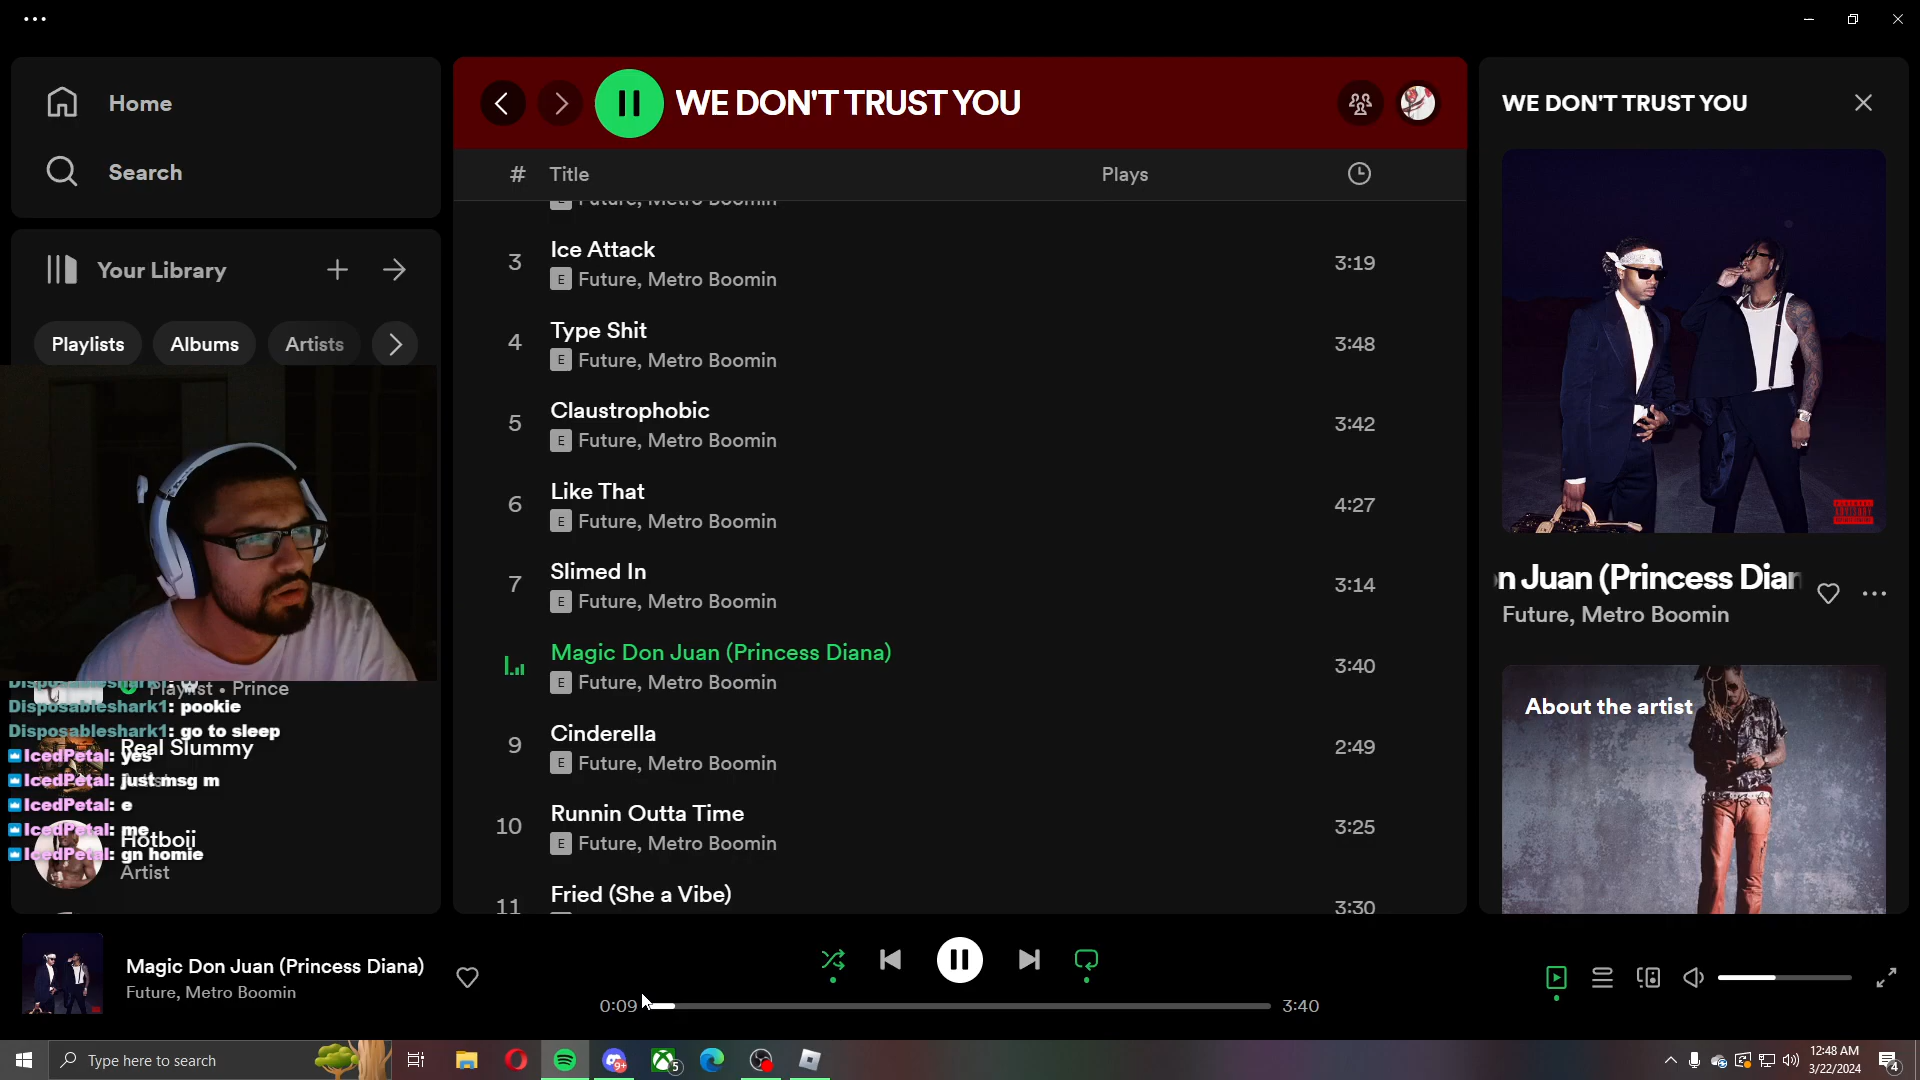 Home
Search
Your Library
Playlists
Albums
Artists
Playlist • Prince
Disposableshark1: pookie
Disposableshark1: go to sleep
Real Slummy
IcedPetal: yes
IcedPetal: just msg m
IcedPetal: e
IcedPetal: me
Hotboii
IcedPetal: gn homie
Artist
WE DON'T TRUST YOU
# Title Plays
3 Ice Attack 3:19
E Future, Metro Boomin
4 Type Shit 3:48
E Future, Metro Boomin
5 Claustrophobic 3:42
E Future, Metro Boomin
6 Like That 4:27
E Future, Metro Boomin
7 Slimed In 3:14
E Future, Metro Boomin
Magic Don Juan (Princess Diana) 3:40
E Future, Metro Boomin
9 Cinderella 2:49
E Future, Metro Boomin
10 Runnin Outta Time 3:25
E Future, Metro Boomin
11 Fried (She a Vibe) 3:30
WE DON'T TRUST YOU
n Juan (Princess Dian
Future, Metro Boomin
About the artist
Magic Don Juan (Princess Diana)
Future, Metro Boomin
0:09 3:40
Type here to search
9+
5
12:48 AM
3/22/2024
4